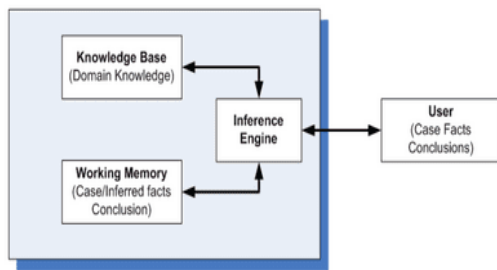 Knowledge Base
(Domain Knowledge)
Inference
Engine
User
(Case Facts
Conclusions)
Working Memory
(Case/Inferred facts
Conclusion)